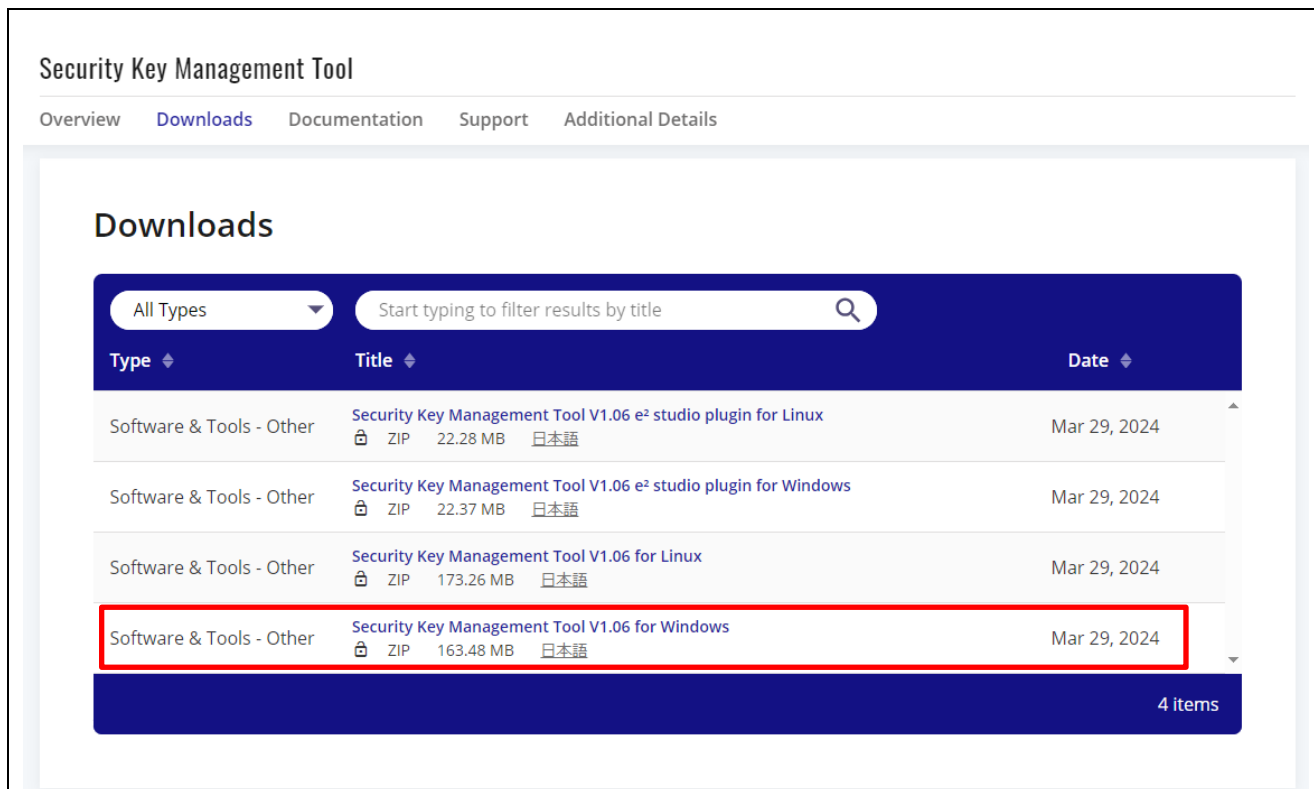 Security Key Management Tool
Overview Downloads Documentation Support Additional Details
Downloads
All Types Start typing to filter results by title
Type Title Date
Software & Tools - Other Security Key Management Tool V1.06 e² studio plugin for Linux Mar 29, 2024
ZIP 22.28 MB 日本語
Software & Tools - Other Security Key Management Tool V1.06 e² studio plugin for Windows Mar 29, 2024
ZIP 22.37 MB 日本語
Software & Tools - Other Security Key Management Tool V1.06 for Linux Mar 29, 2024
ZIP 173.26 MB 日本語
Software & Tools - Other Security Key Management Tool V1.06 for Windows Mar 29, 2024
ZIP 163.48 MB 日本語
4 items